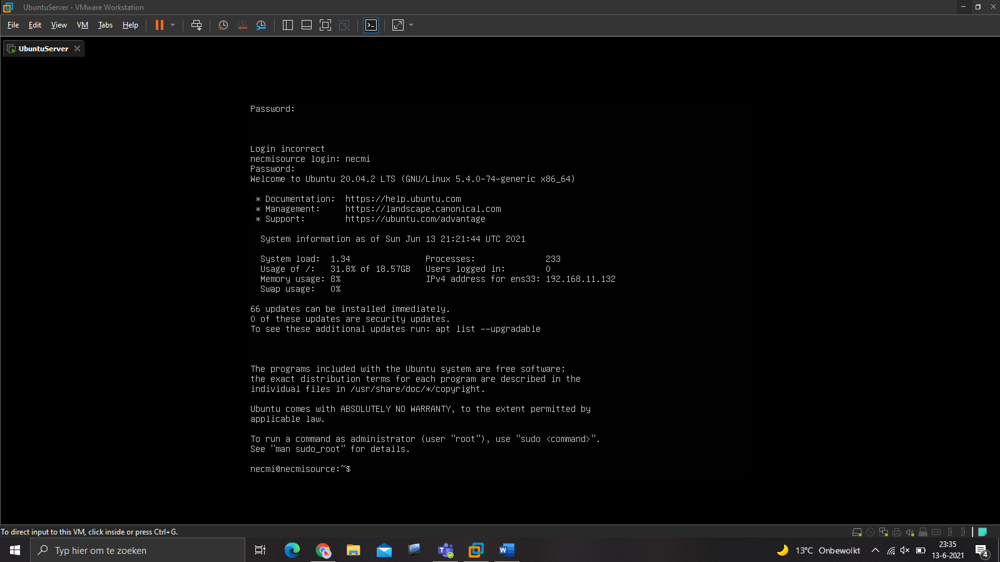 UbuntuServer - VMware Workstation
File Edit View VM Tabs Help
UbuntuServer
Password:
Login incorrect
necmisource login: necmi
Password:
Welcome to Ubuntu 20.04.2 LTS (GNU/Linux 5.4.0-74-generic x86_64)
* Documentation: https://help.ubuntu.com
* Management: https://landscape.canonical.com
* Support: https://ubuntu.com/advantage
System information as of Sun Jun 13 21:21:44 UTC 2021
System load: 1.34 Processes: 233
Usage of /: 31.8% of 18.57GB Users logged in: 0
Memory usage: 8% IPv4 address for ens33: 192.168.11.132
Swap usage: 0%
66 updates can be installed immediately.
0 of these updates are security updates.
To see these additional updates run: apt list --upgradable
The programs included with the Ubuntu system are free software;
the exact distribution terms for each program are described in the
individual files in /usr/share/doc/*/copyright.
Ubuntu comes with ABSOLUTELY NO WARRANTY, to the extent permitted by
applicable law.
To run a command as administrator (user "root"), use "sudo <command>".
See "man sudo_root" for details.
necmi@necmisource:~$
To direct input to this VM, click inside or press Ctrl+G.
Typ hier om te zoeken
13°C Onbewolkt
23:35
13-6-2021
4